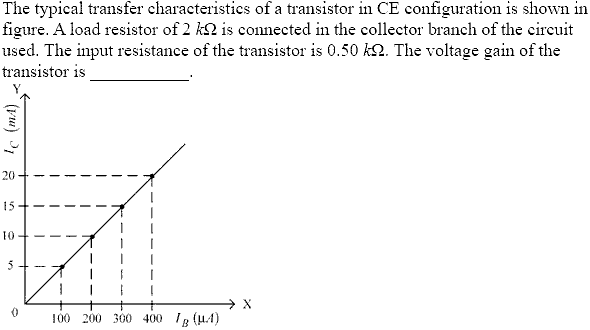 The typical transfer characteristics of a transistor in CE configuration is shown in
figure. A load resistor of 2 kΩ is connected in the collector branch of the circuit
used. The input resistance of the transistor is 0.50 kΩ. The voltage gain of the
transistor is ____________.
Y
I_C (mA)
20
15
10
5
0
100 200 300 400 I_B (μA)
X